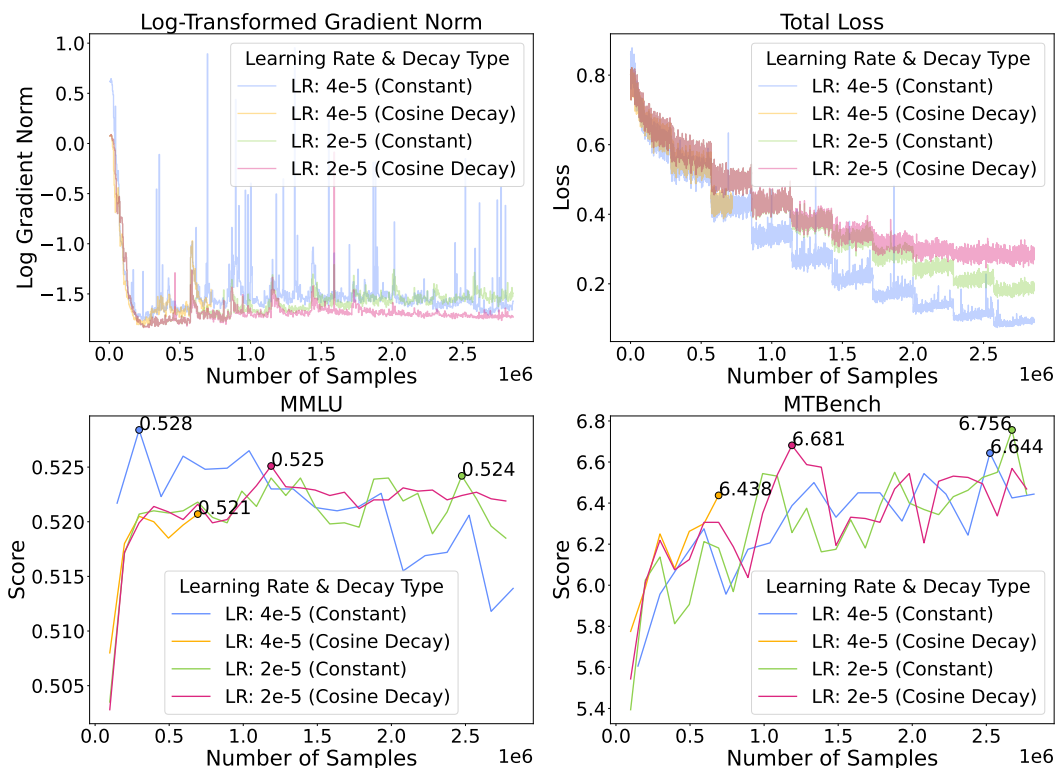 Log-Transformed Gradient Norm
Log Gradient Norm
1.0
0.5
0.0
−0.5
−1.0
−1.5
Learning Rate & Decay Type
LR: 4e-5 (Constant)
LR: 4e-5 (Cosine Decay)
LR: 2e-5 (Constant)
LR: 2e-5 (Cosine Decay)
0.0 0.5 1.0 1.5 2.0 2.5
1e6
Number of Samples
Total Loss
Loss
0.8
0.6
0.4
0.2
Learning Rate & Decay Type
LR: 4e-5 (Constant)
LR: 4e-5 (Cosine Decay)
LR: 2e-5 (Constant)
LR: 2e-5 (Cosine Decay)
0.0 0.5 1.0 1.5 2.0 2.5
1e6
Number of Samples
MMLU
Score
0.525
0.520
0.515
0.510
0.505
0.528
0.521
0.525
0.524
Learning Rate & Decay Type
LR: 4e-5 (Constant)
LR: 4e-5 (Cosine Decay)
LR: 2e-5 (Constant)
LR: 2e-5 (Cosine Decay)
0.0 0.5 1.0 1.5 2.0 2.5
1e6
Number of Samples
MTBench
Score
6.8
6.6
6.4
6.2
6.0
5.8
5.6
5.4
6.438
6.681
6.756
6.644
Learning Rate & Decay Type
LR: 4e-5 (Constant)
LR: 4e-5 (Cosine Decay)
LR: 2e-5 (Constant)
LR: 2e-5 (Cosine Decay)
0.0 0.5 1.0 1.5 2.0 2.5
1e6
Number of Samples